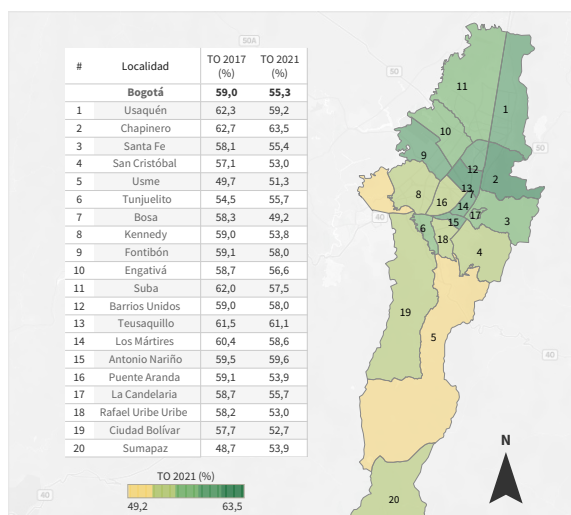 # Localidad TO 2017 (%) TO 2021 (%)
Bogotá 59,0 55,3
1 Usaquén 62,3 59,2
2 Chapinero 62,7 63,5
3 Santa Fe 58,1 55,4
4 San Cristóbal 57,1 53,0
5 Usme 49,7 51,3
6 Tunjuelito 54,5 55,7
7 Bosa 58,3 49,2
8 Kennedy 59,0 53,8
9 Fontibón 59,1 58,0
10 Engativá 58,7 56,6
11 Suba 62,0 57,5
12 Barrios Unidos 59,0 58,0
13 Teusaquillo 61,5 61,1
14 Los Mártires 60,4 58,6
15 Antonio Nariño 59,5 59,6
16 Puente Aranda 59,1 53,9
17 La Candelaria 58,7 55,7
18 Rafael Uribe Uribe 58,2 53,0
19 Ciudad Bolívar 57,7 52,7
20 Sumapaz 48,7 53,9
TO 2021 (%)
49,2 63,5
50A
50
11
1
10
9
12
50
13
2
7
8
16
14
17
40
6
15
3
18
4
19
5
40
N
40
20